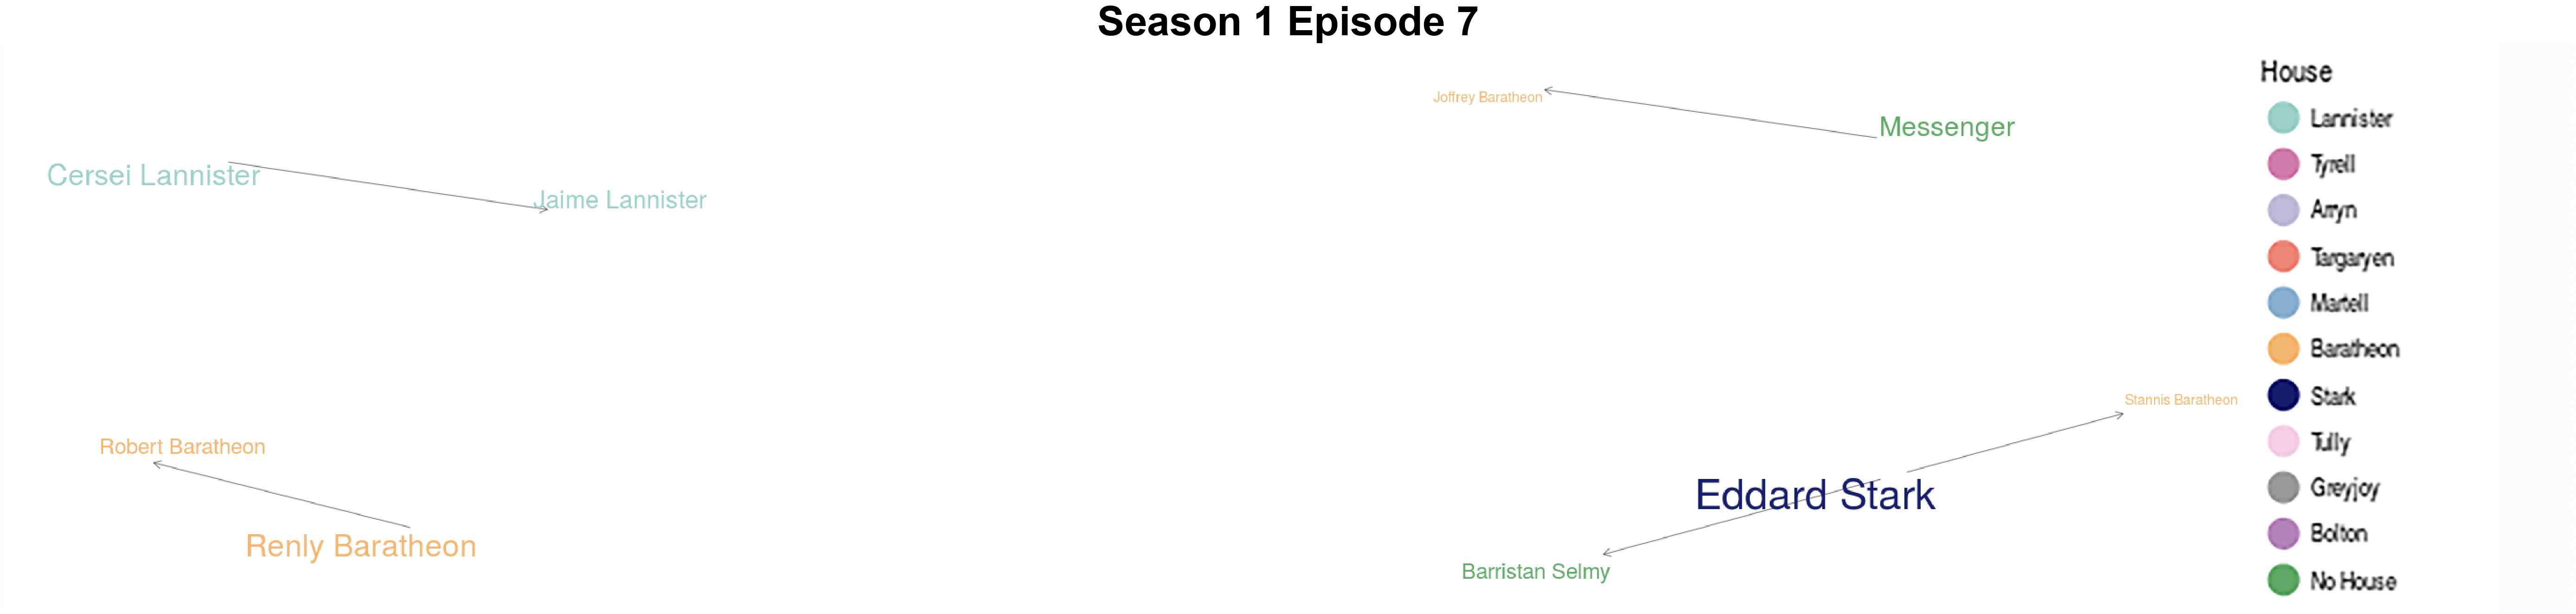 Season 1 Episode 7
Joffrey Baratheon
Messenger
Cersei Lannister
Jaime Lannister
Stannis Baratheon
Robert Baratheon
Eddard Stark
Renly Baratheon
Barristan Selmy
House
Lannister
Tyrell
Arryn
Targaryen
Martell
Baratheon
Stark
Tully
Greyjoy
Bolton
No House